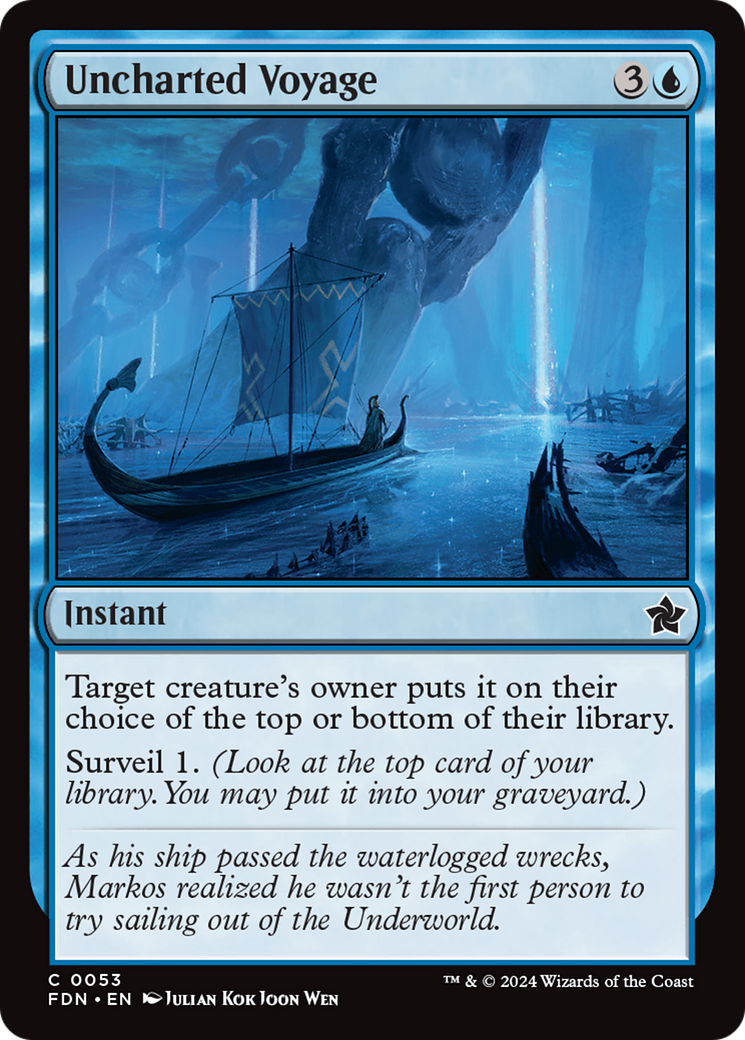 Uncharted Voyage 3
Instant
Target creature's owner puts it on their
choice of the top or bottom of their library.
Surveil 1. (Look at the top card of your
library. You may put it into your graveyard.)
As his ship passed the waterlogged wrecks,
Markos realized he wasn't the first person to
try sailing out of the Underworld.
C 0053
FDN • EN Julian Kok Joon Wen
™ & © 2024 Wizards of the Coast